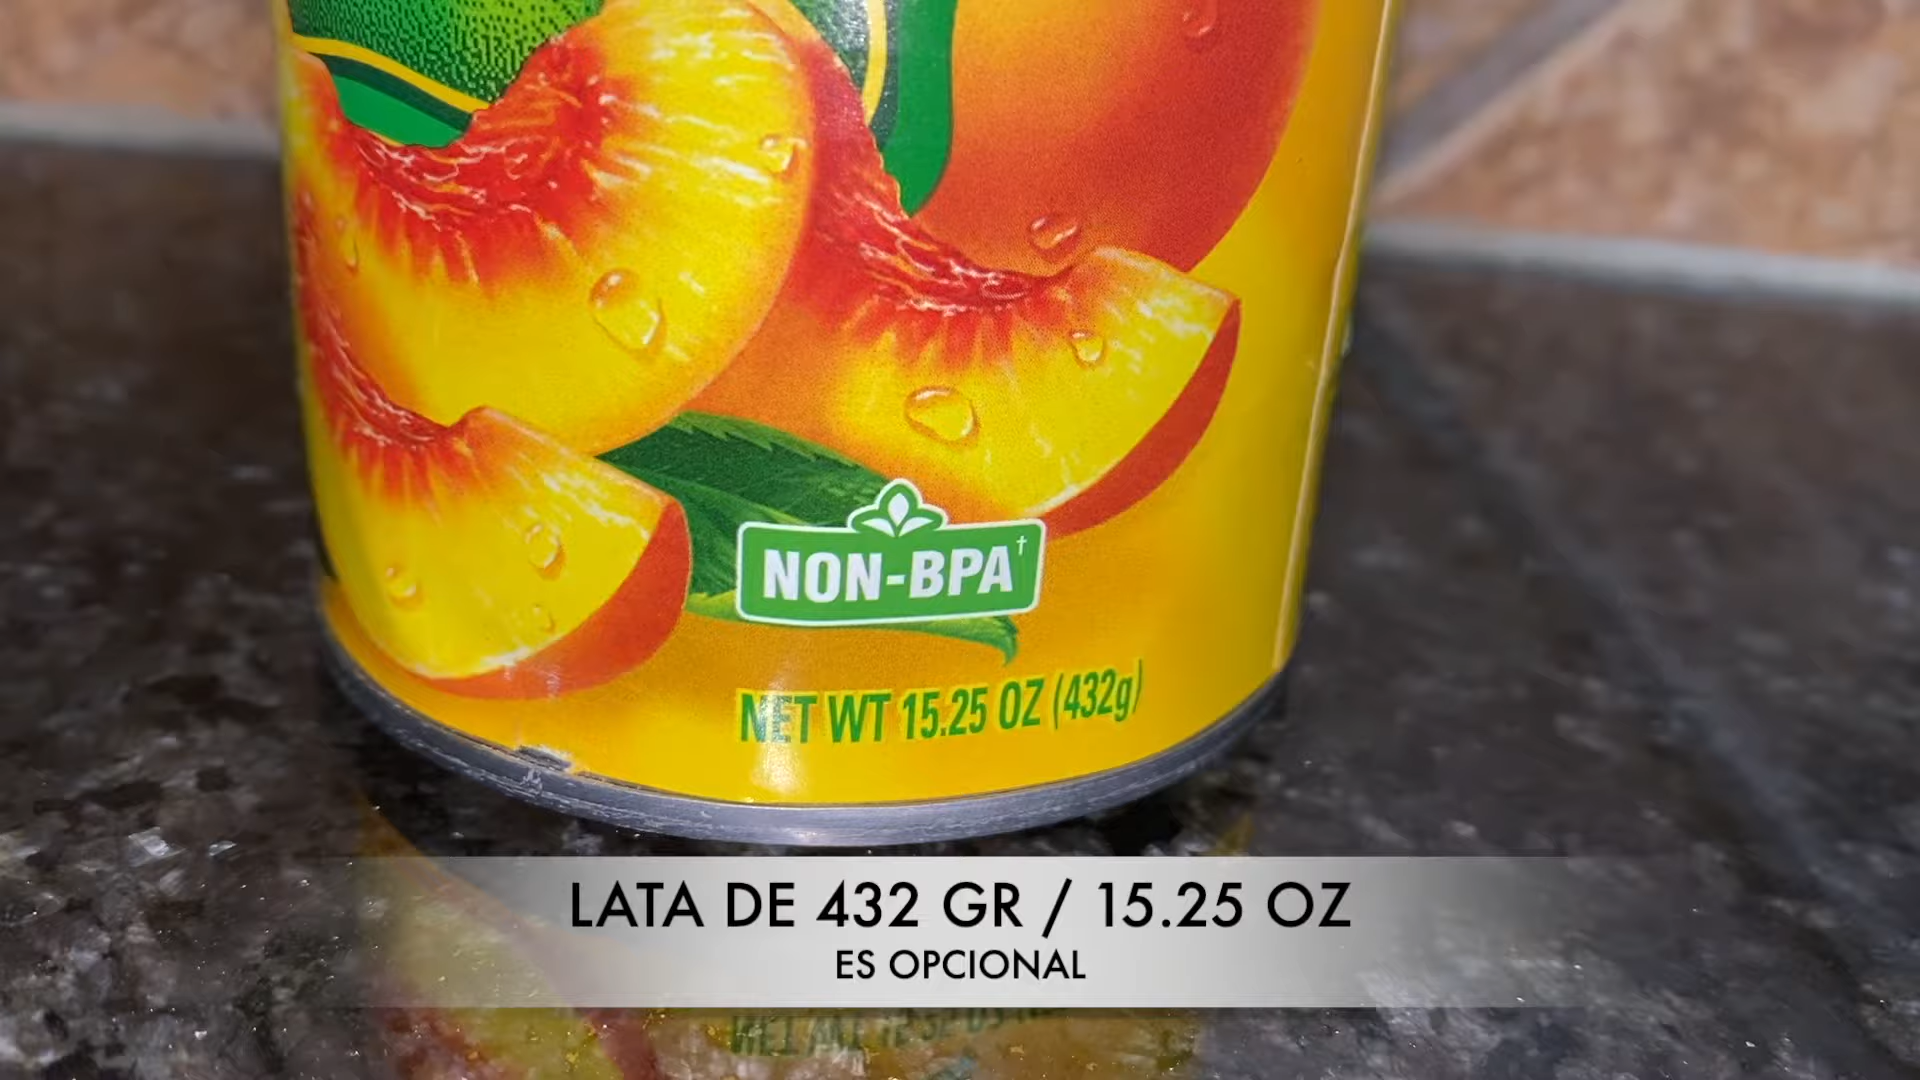 NON-BPA†
NET WT 15.25 OZ (432g)
LATA DE 432 GR / 15.25 OZ
ES OPCIONAL